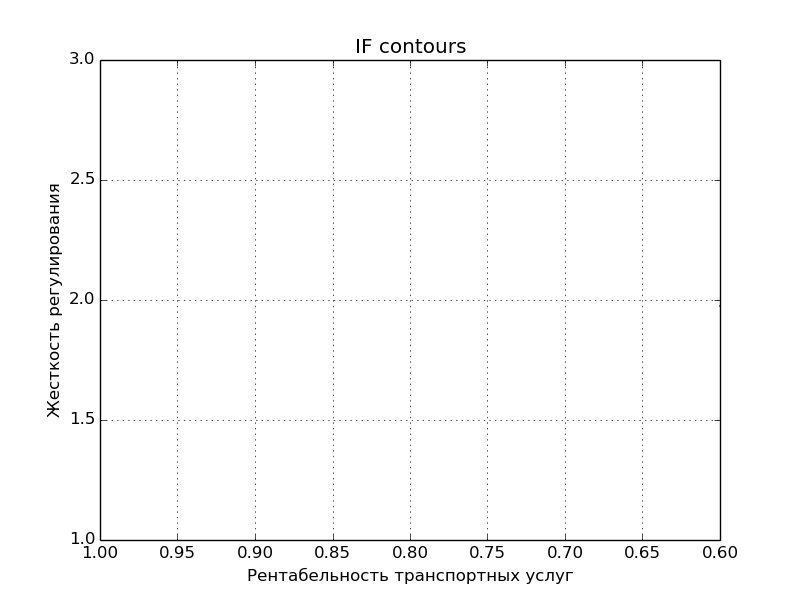 IF contours
3.0
2.5
2.0
1.5
1.0
Жесткость регулирования
1.00 0.95 0.90 0.85 0.80 0.75 0.70 0.65 0.60
Рентабельность транспортных услуг